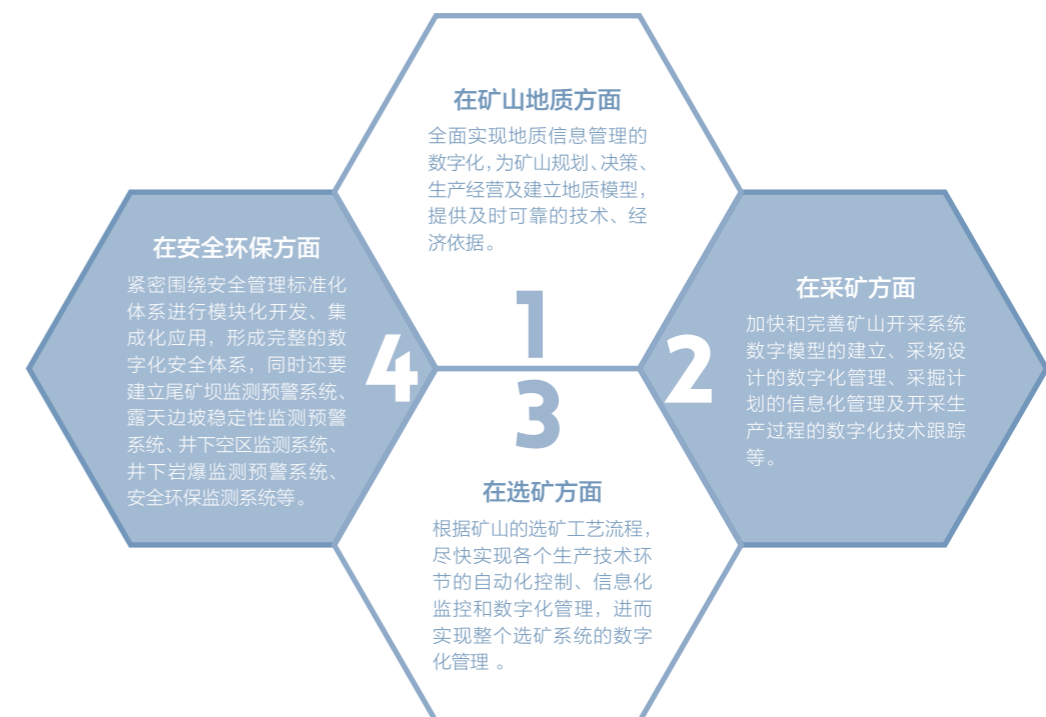 在矿山地质方面
全面实现地质信息管理的
数字化,为矿山规划、决策、
生产经营及建立地质模型,
提供及时可靠的技术、经
济依据。
1
在采矿方面
加快和完善矿山开采系统
数字模型的建立、采场设
计的数字化管理、采掘计
划的信息化管理及开采生
产过程的数字化技术跟踪
等。
2
3
在选矿方面
根据矿山的选矿工艺流程,
尽快实现各个生产技术环
节的自动化控制、信息化
监控和数字化管理，进而
实现整个选矿系统的数字
化管理 。
在安全环保方面
紧密围绕安全管理标准化
体系进行模块化开发、集
成化应用，形成完整的数
字化安全体系，同时还要
建立尾矿坝监测预警系统、
露天边坡稳定性监测预警
系统、井下空区监测系统、
井下岩爆监测预警系统、
安全环保监测系统等。
4